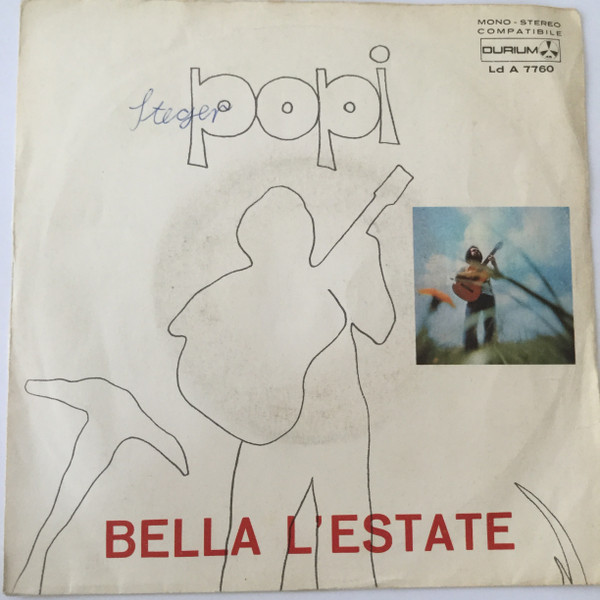 MONO - STEREO
COMPATIBILE
DURIUM
Ld A 7760
popi
Steger
BELLA L'ESTATE